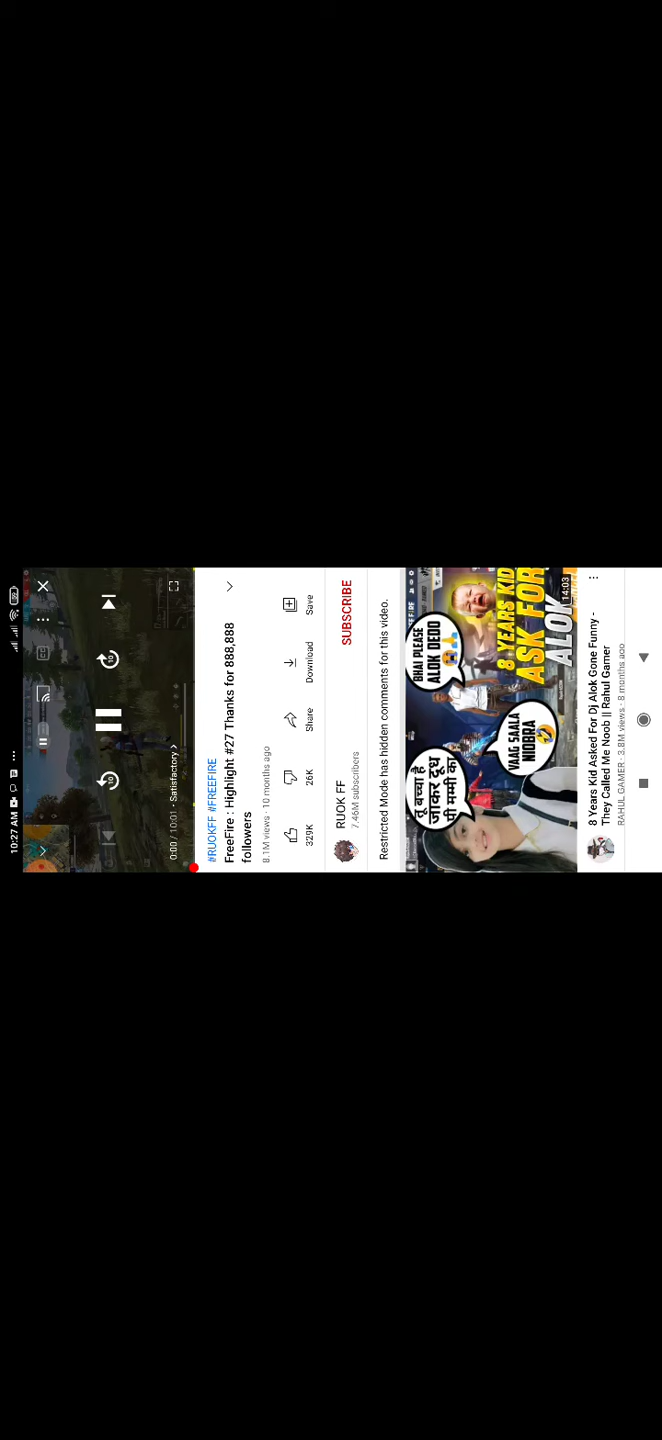 10:27 AM
59
CC
10
10
0:00 / 10:01 · Satisfactory >
#RUOKFF #FREEFIRE
FreeFire : Highlight #27 Thanks for 888,888
followers
8.1M views · 10 months ago
329K
26K
Share
Download
Save
RUOK FF
7.46M subscribers
SUBSCRIBE
Restricted Mode has hidden comments for this video.
तू बच्चा है
जाकर दूध
पी मम्मी का
BHAI PLEASE
ALOK DEDO
VAAG SAALA
NIOBRA
8 YEARS KID
ASK FOR
ALOK
14:03
8 Years Kid Asked For Dj Alok Gone Funny -
They Called Me Noob || Rahul Gamer
RAHUL GAMER · 3.8M views · 8 months ago